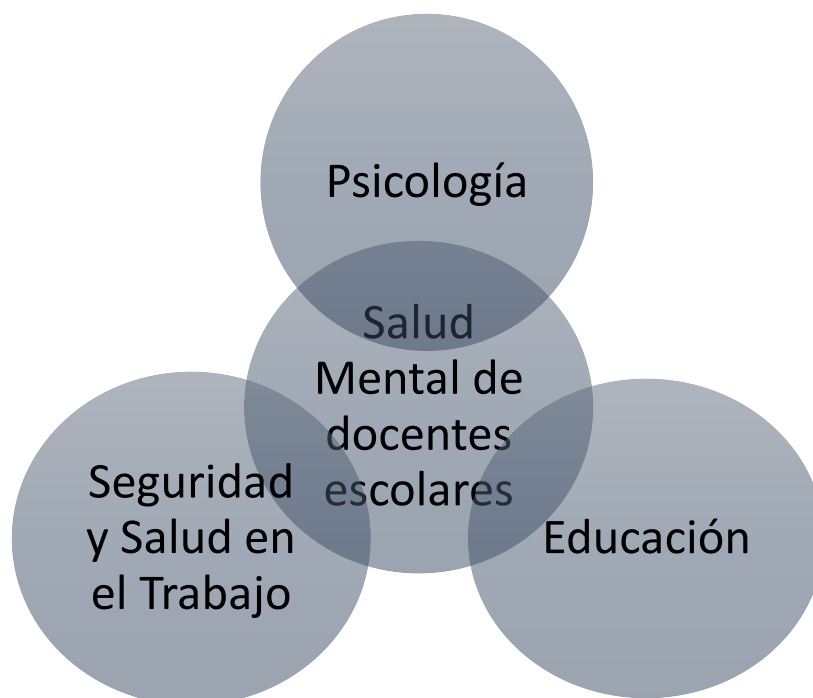 Psicología
Salud
Mental de
docentes
escolares
Seguridad
y Salud en
el Trabajo
Educación